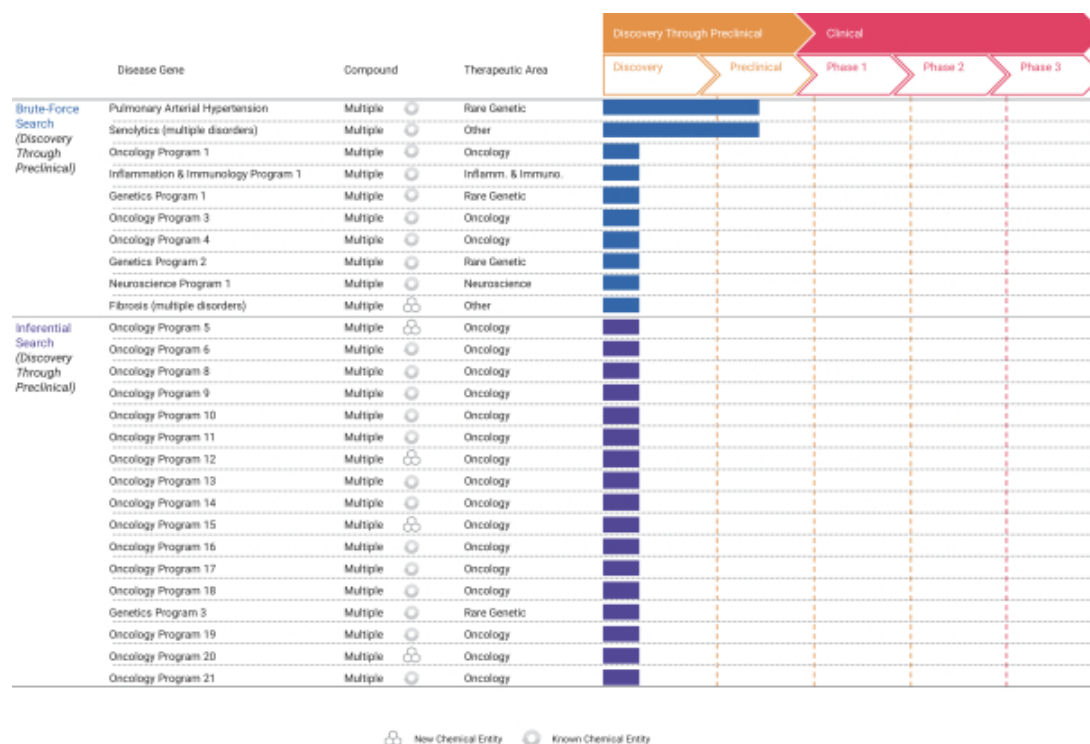 Discovery Through Preclinical Clinical
Disease Gene Compound Therapeutic Area Discovery Preclinical Phase 1 Phase 2 Phase 3
Brute-Force Search (Discovery Through Preclinical)
Pulmonary Arterial Hypertension Multiple Rare Genetic
Senolytics (multiple disorders) Multiple Other
Oncology Program 1 Multiple Oncology
Inflammation & Immunology Program 1 Multiple Inflamm. & Immuno.
Genetics Program 1 Multiple Rare Genetic
Oncology Program 3 Multiple Oncology
Oncology Program 4 Multiple Oncology
Genetics Program 2 Multiple Rare Genetic
Neuroscience Program 1 Multiple Neuroscience
Fibrosis (multiple disorders) Multiple Other
Inferential Search (Discovery Through Preclinical)
Oncology Program 5 Multiple Oncology
Oncology Program 6 Multiple Oncology
Oncology Program 8 Multiple Oncology
Oncology Program 9 Multiple Oncology
Oncology Program 10 Multiple Oncology
Oncology Program 11 Multiple Oncology
Oncology Program 12 Multiple Oncology
Oncology Program 13 Multiple Oncology
Oncology Program 14 Multiple Oncology
Oncology Program 15 Multiple Oncology
Oncology Program 16 Multiple Oncology
Oncology Program 17 Multiple Oncology
Oncology Program 18 Multiple Oncology
Genetics Program 3 Multiple Rare Genetic
Oncology Program 19 Multiple Oncology
Oncology Program 20 Multiple Oncology
Oncology Program 21 Multiple Oncology
New Chemical Entity Known Chemical Entity